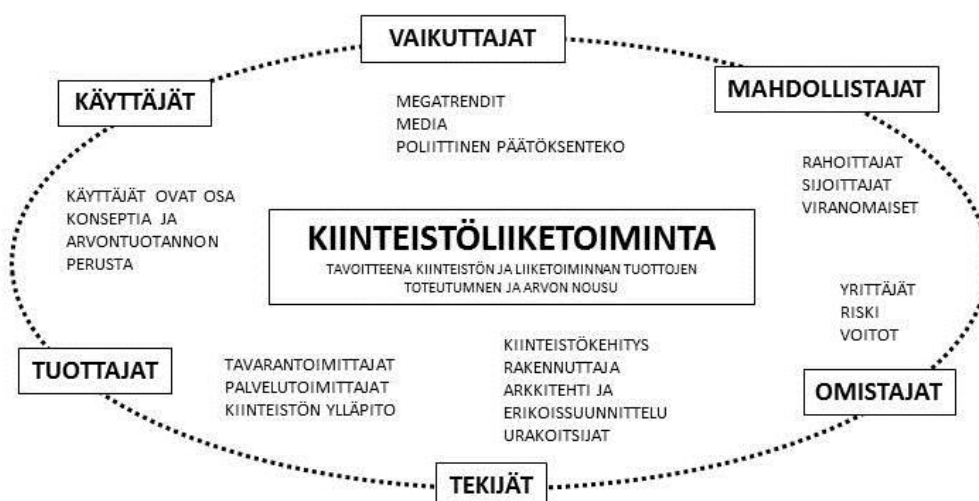 VAIKUTTAJAT
MEGATRENDIT
MEDIA
POLIITTINEN PÄÄTÖKSENTEKO
KÄYTTÄJÄT
KÄYTTÄJÄT OVAT OSA
KONSEPTIA JA
ARVONTUOTANNON
PERUSTA
MAHDOLLISTAJAT
RAHOITTAJAT
SIJOITTAJAT
VIRANOMAISET
KIINTEISTÖLIIKETOIMINTA
TAVOITTEENA KIINTEISTÖN JA LIIKETOIMINNAN TUOTTOJEN
TOTEUTUMNEN JA ARVON NOUSU
YRITTÄJÄT
RISKI
VOITOT
OMISTAJAT
TUOTTAJAT
TAVARANTOIMITTAJAT
PALVELUTOIMITTAJAT
KIINTEISTÖN YLLÄPITO
KIINTEISTÖKEHITYS
RAKENNUTTAJA
ARKKITEHTI JA
ERIKOISSUUNNITTELU
URAKOITSIJAT
TEKIJÄT